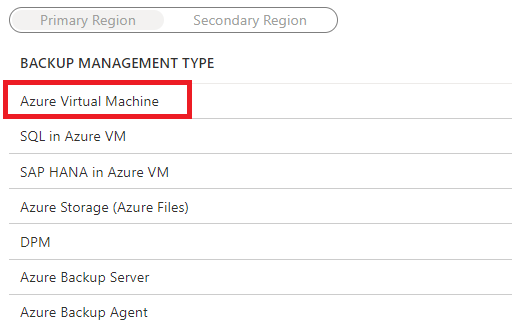 Primary Region Secondary Region
BACKUP MANAGEMENT TYPE
Azure Virtual Machine
SQL in Azure VM
SAP HANA in Azure VM
Azure Storage (Azure Files)
DPM
Azure Backup Server
Azure Backup Agent